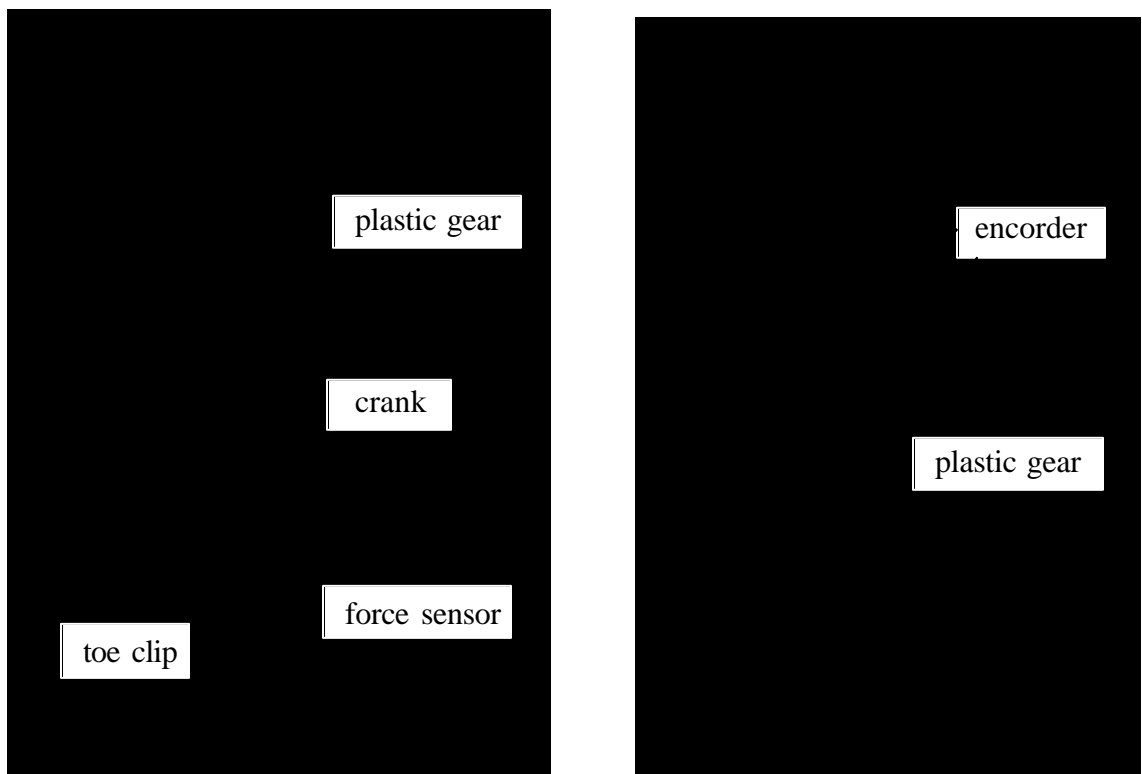 plastic gear
crank
force sensor
toe clip
encorder
plastic gear